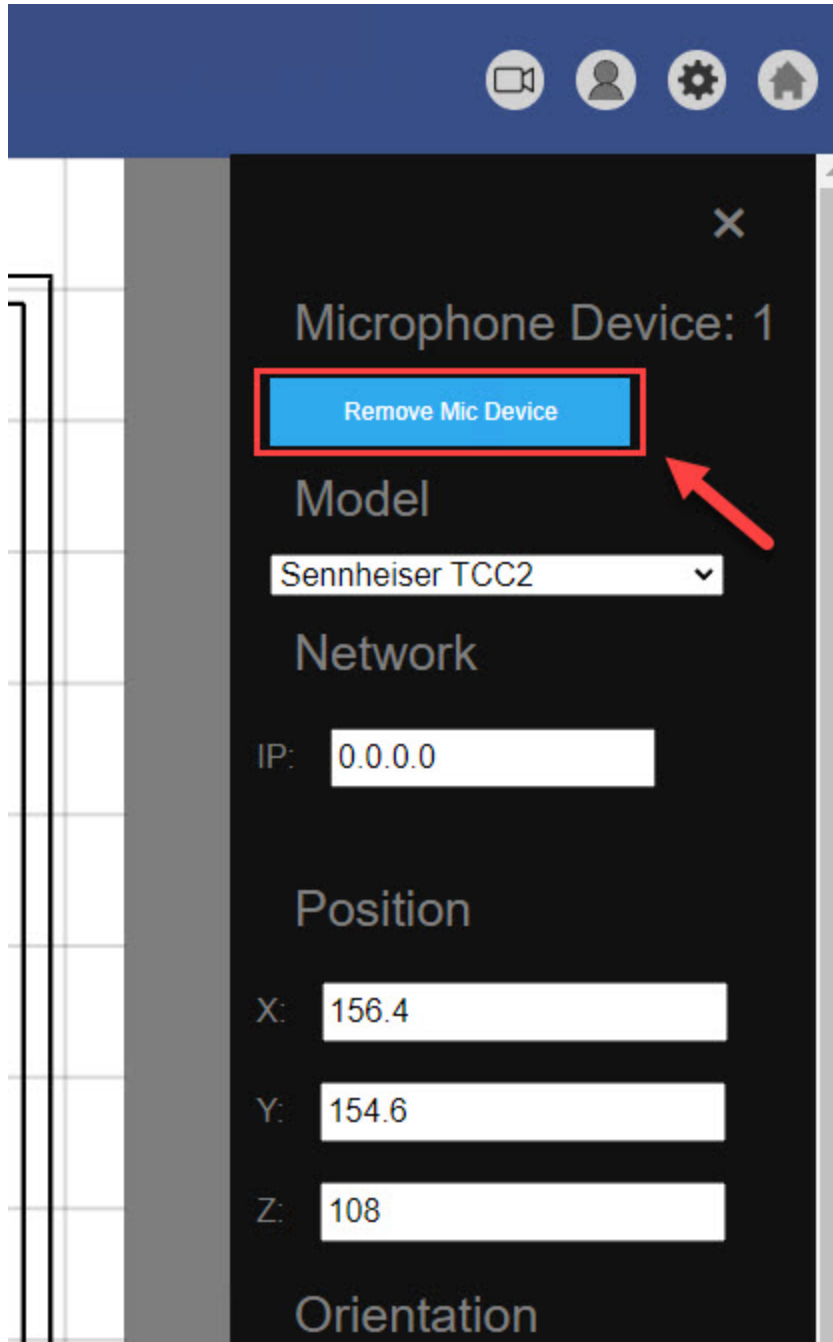 Microphone Device: 1
Remove Mic Device
Model
Sennheiser TCC2
Network
IP: 0.0.0.0
Position
X: 156.4
Y: 154.6
Z: 108
Orientation